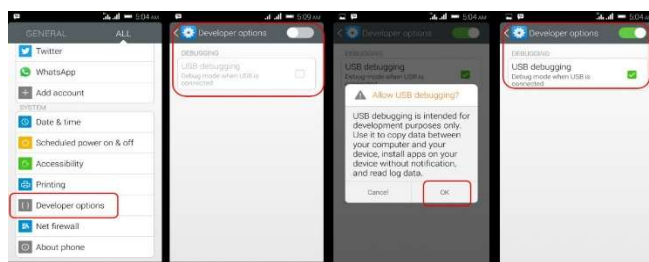 5:04 AM
GENERAL ALL
Twitter
WhatsApp
Add account
SYSTEM
Date & time
Scheduled power on & off
Accessibility
Printing
Developer options
Net firewall
About phone
5:09 AM
Developer options
DEBUGGING
USB debugging
Debug mode when USB is
connected
5:04 AM
Developer options
DEBUGGING
USB debugging
Debug mode when USB is
Allow USB debugging?
USB debugging is intended for
development purposes only.
Use it to copy data between
your computer and your
device, install apps on your
device without notification,
and read log data.
Cancel OK
5:04 AM
Developer options
DEBUGGING
USB debugging
Debug mode when USB is
connected